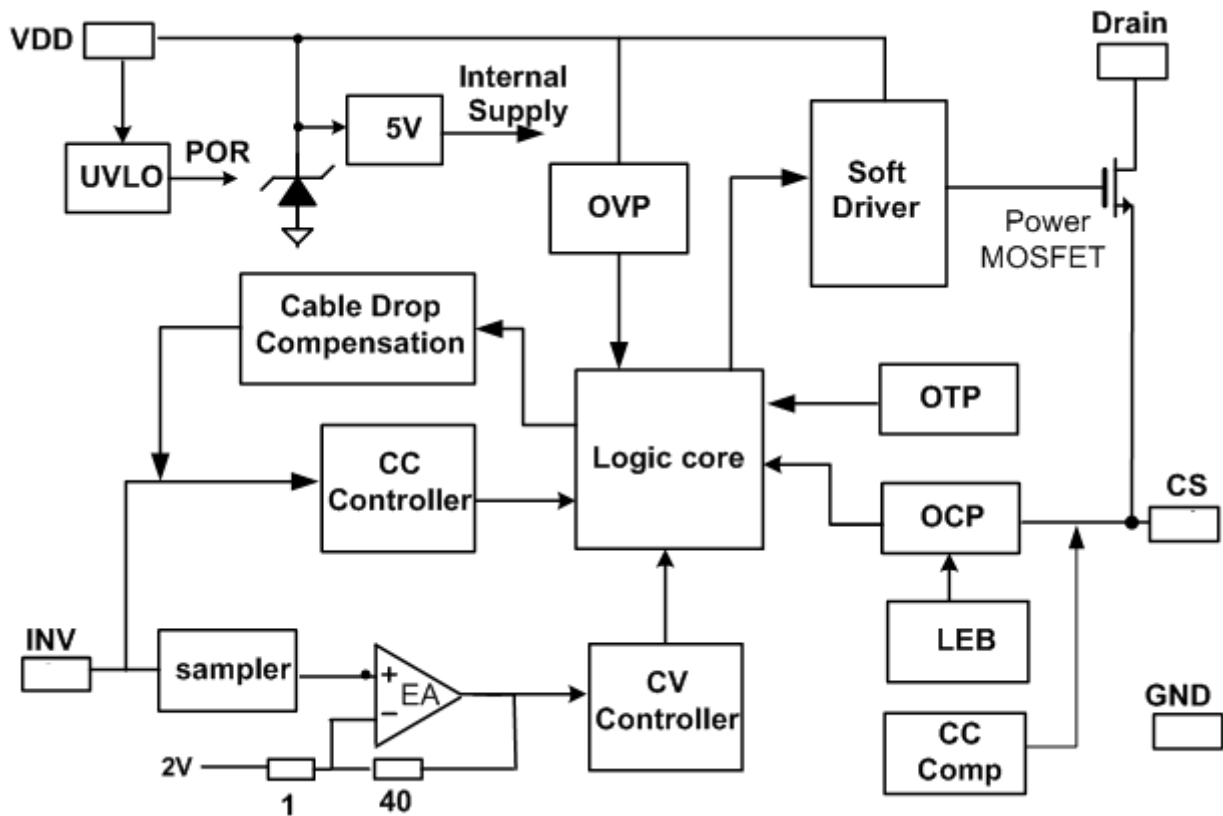 VDD
Drain
Internal
Supply
5V
UVLO
POR
OVP
Soft
Driver
Power
MOSFET
Cable Drop
Compensation
OTP
Logic core
CC
Controller
OCP
CS
INV
sampler
+
EA
−
LEB
CV
Controller
GND
2V
1
40
CC
Comp